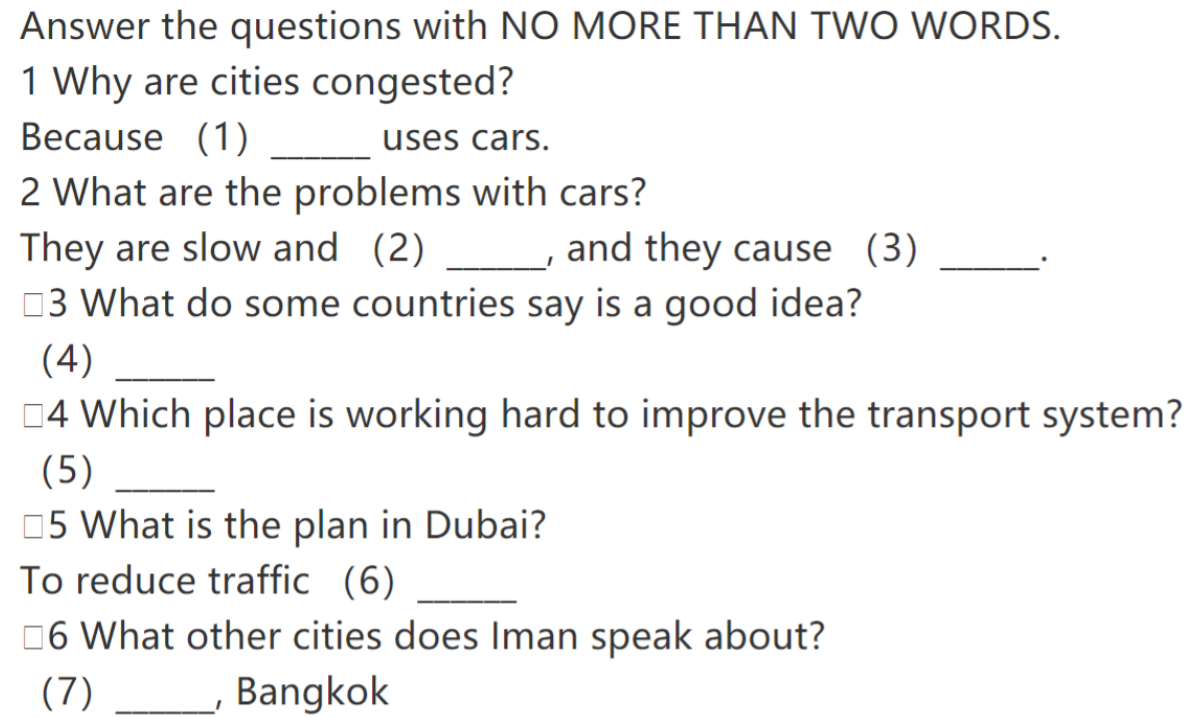 Answer the questions with NO MORE THAN TWO WORDS.
1 Why are cities congested?
Because (1) ______ uses cars.
2 What are the problems with cars?
They are slow and (2) ______, and they cause (3) ______.
□3 What do some countries say is a good idea?
(4) ______
□4 Which place is working hard to improve the transport system?
(5) ______
□5 What is the plan in Dubai?
To reduce traffic (6) ______
□6 What other cities does Iman speak about?
(7) ______, Bangkok